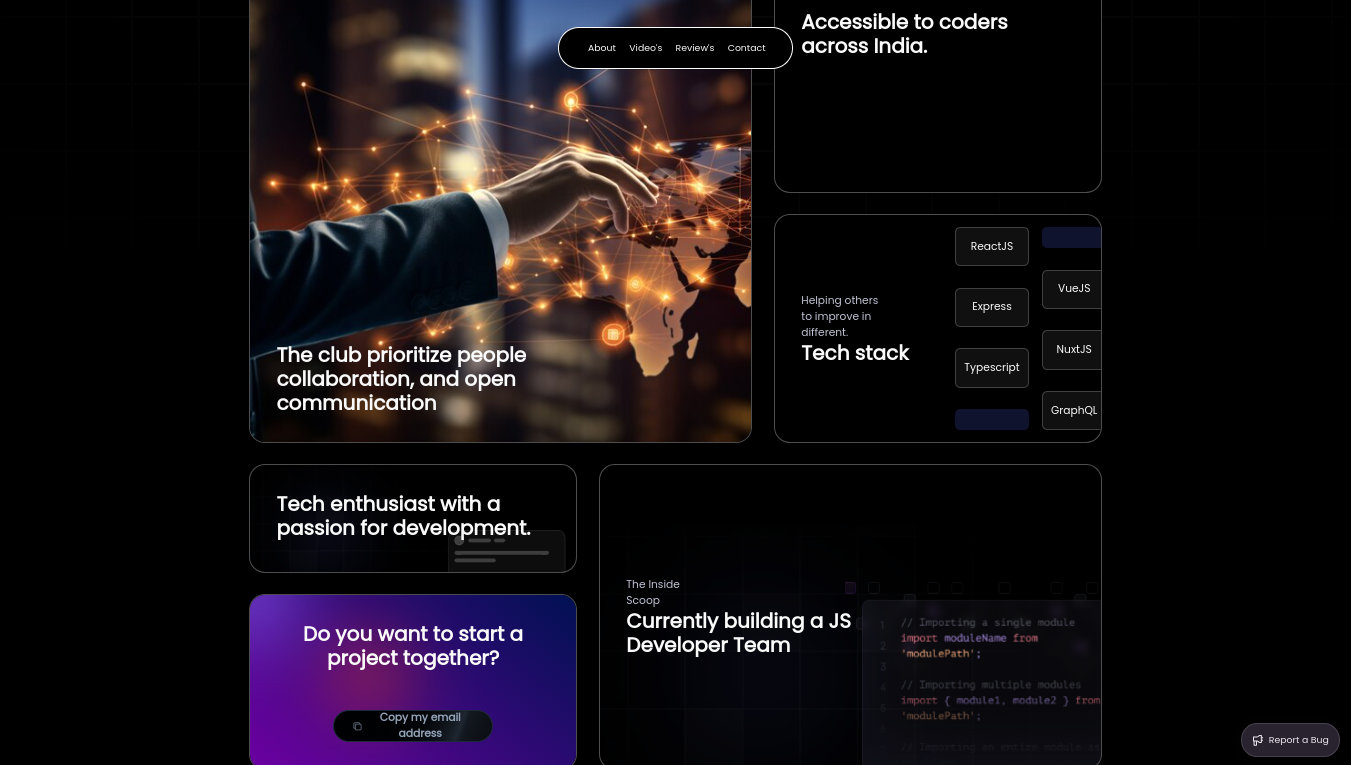 About Video's Review's Contact
Accessible to coders
across India.
The club prioritize people
collaboration, and open
communication
Helping others
to improve in
different.
Tech stack
ReactJS
Express
Typescript
VueJS
NuxtJS
GraphQL
Tech enthusiast with a
passion for development.
Do you want to start a
project together?
Copy my email
address
The Inside
Scoop
Currently building a JS
Developer Team
1 // Importing a single module
2 import moduleName from
'modulePath';
3
4 // Importing multiple modules
5 import { module1, module2 } from
'modulePath';
// Importing an entire module as
Report a Bug